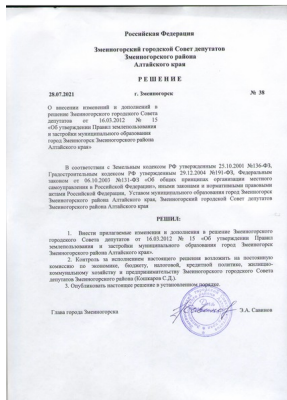 Российская Федерация
Змеиногорский городской Совет депутатов
Змеиногорского района
Алтайского края
Р Е Ш Е Н И Е
28.07.2021 г. Змеиногорск № 38
О внесении изменений и дополнений в
решение Змеиногорского городского Совета
депутатов от 16.03.2012 № 15
«Об утверждении Правил землепользования
и застройки муниципального образования
город Змеиногорск Змеиногорского района
Алтайского края»
В соответствии с Земельным кодексом РФ утвержденным 25.10.2001 №136-ФЗ,
Градостроительным кодексом РФ утвержденным 29.12.2004 №191-ФЗ, Федеральным
законом от 06.10.2003 №131-ФЗ «Об общих принципах организации местного
самоуправления в Российской Федерации», иными законами и нормативными правовыми
актами Российской Федерации, Уставом муниципального образования город Змеиногорск
Змеиногорского района Алтайского края, Змеиногорский городской Совет депутатов
Змеиногорского района Алтайского края
РЕШИЛ:
1. Внести прилагаемые изменения и дополнения в решение Змеиногорского
городского Совета депутатов от 16.03.2012 № 15 «Об утверждении Правил
землепользования и застройки муниципального образования город Змеиногорск
Змеиногорского района Алтайского края».
2. Контроль за исполнением настоящего решения возложить на постоянную
комиссию по экономике, бюджету, налоговой, кредитной политике, жилищно-
коммунальному хозяйству и предпринимательству Змеиногорского городского Совета
депутатов Змеиногорского района
3. Опубликовать настоящее решение в установленном порядке.
Глава города Змеиногорска Э.А.